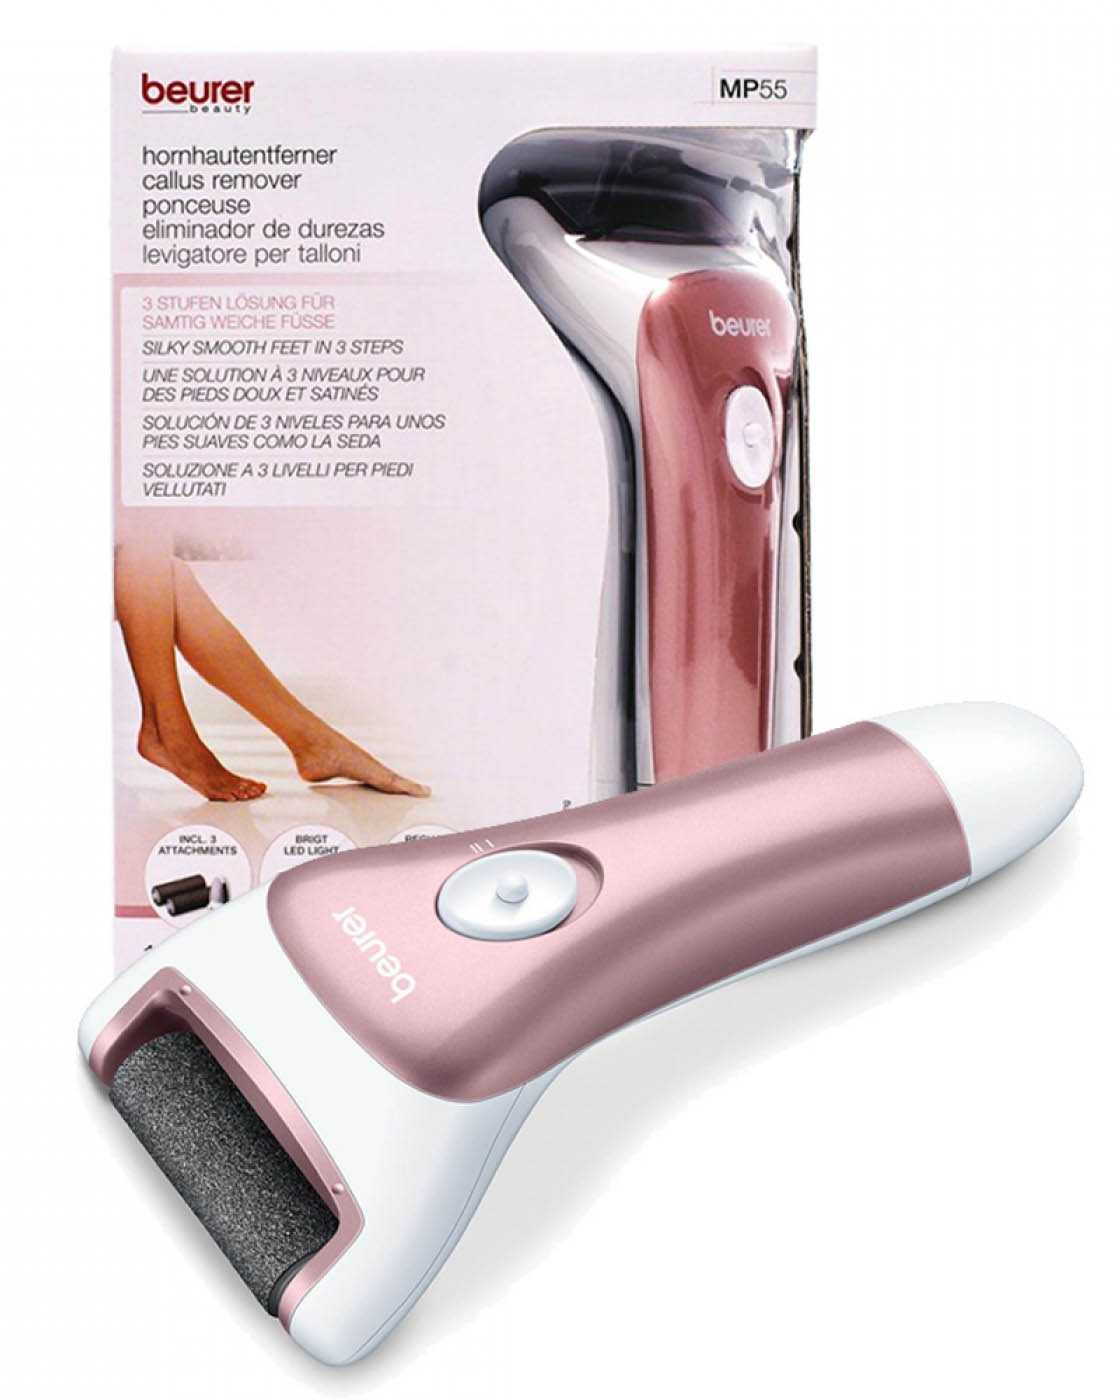 beurer
beauty
MP55
hornhautentferner
callus remover
ponceuse
eliminador de durezas
levigatore per talloni
3 STUFEN LÖSUNG FÜR
SAMTIG WEICHE FÜSSE
SILKY SMOOTH FEET IN 3 STEPS
UNE SOLUTION À 3 NIVEAUX POUR
DES PIEDS DOUX ET SATINÉS
SOLUCIÓN DE 3 NIVELES PARA UNOS
PIES SUAVES COMO LA SEDA
SOLUZIONE A 3 LIVELLI PER PIEDI
VELLUTATI
beurer
INCL. 3
ATTACHMENTS
BRIGT
LED LIGHT
II I
beurer